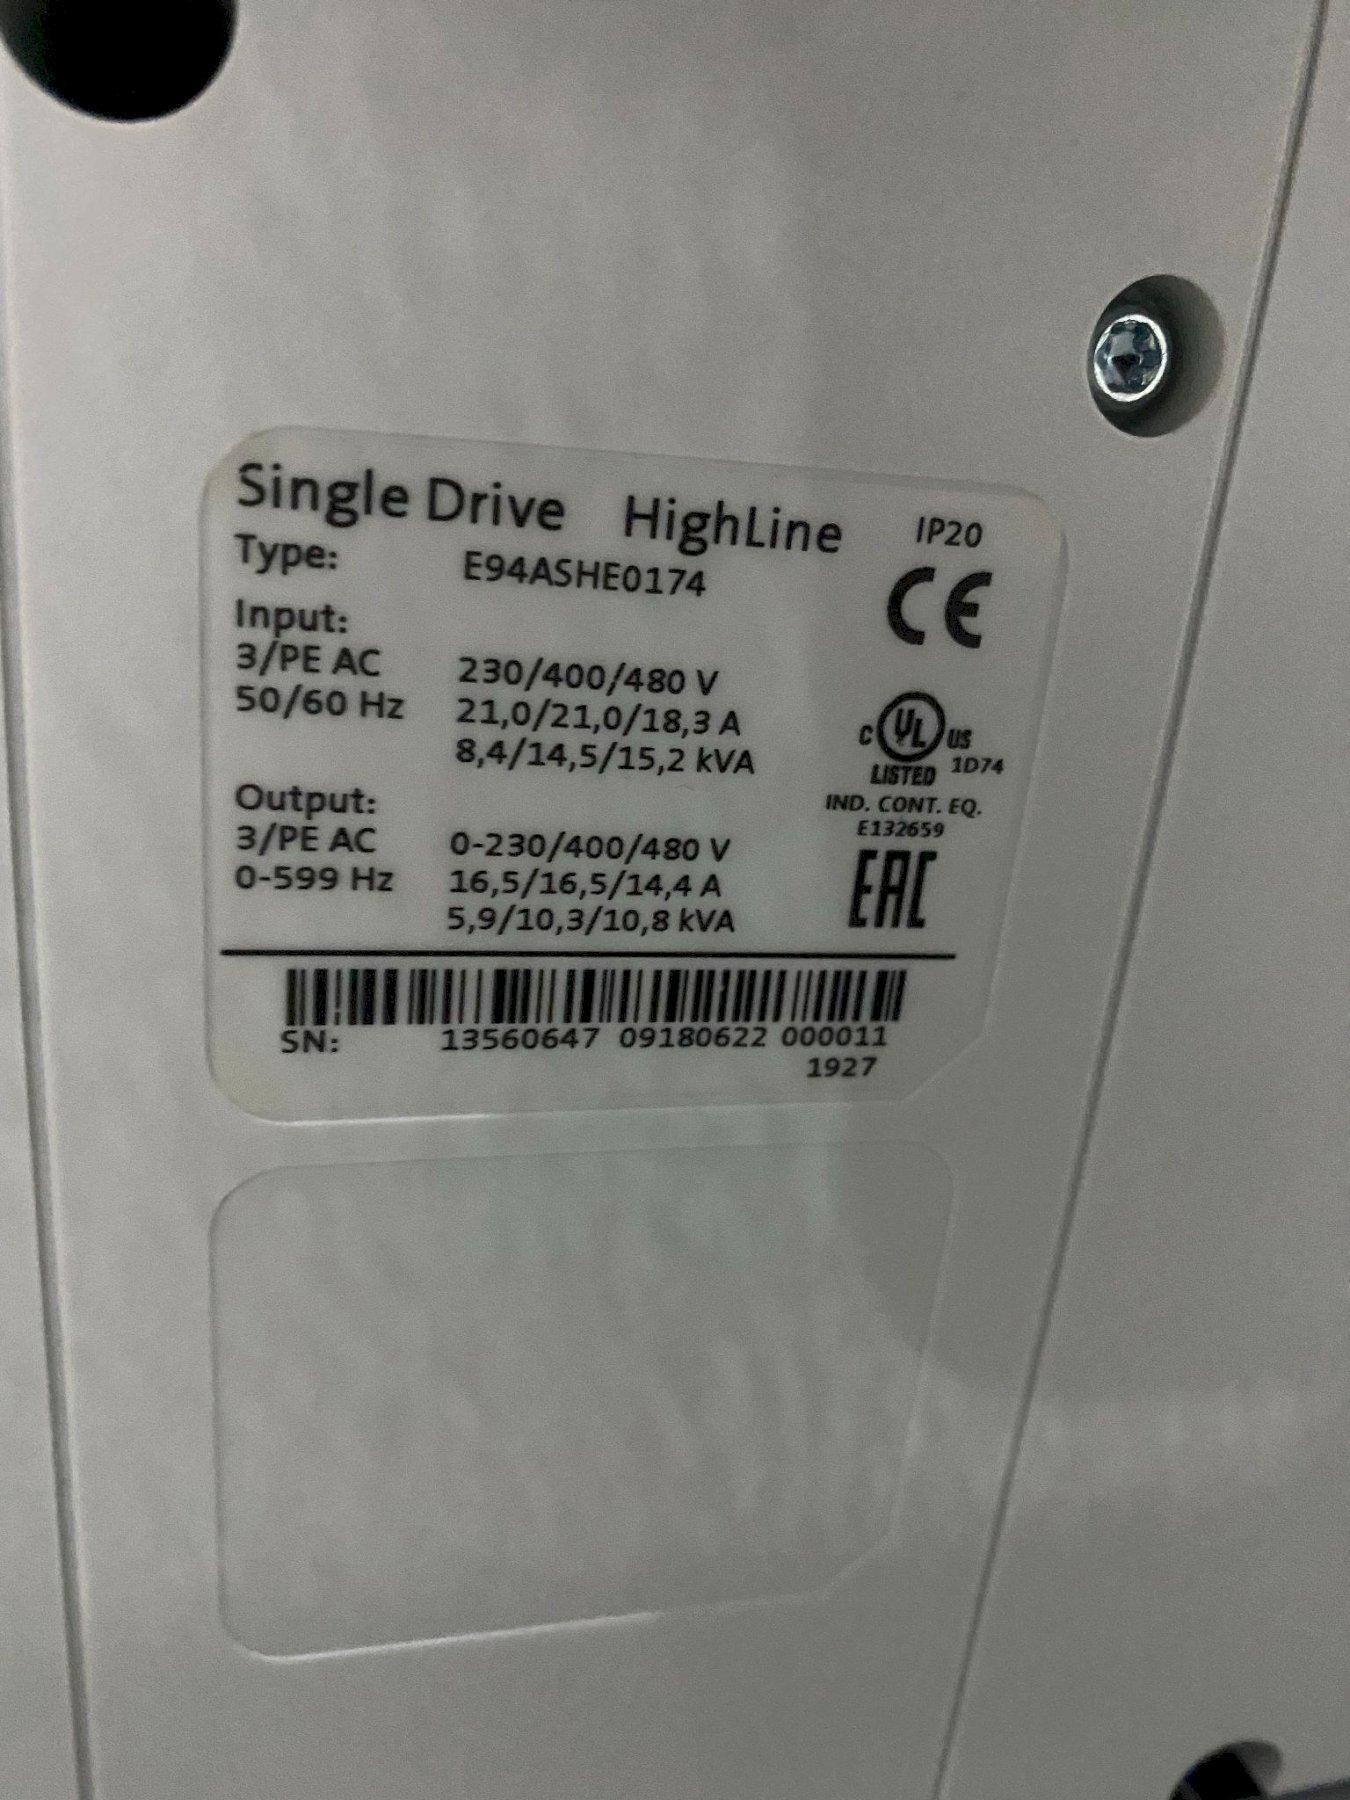 Single Drive HighLine IP20
Type: E94ASHE0174
CE
Input:
3/PE AC 230/400/480 V
50/60 Hz 21,0/21,0/18,3 A
8,4/14,5/15,2 kVA
C UL US
LISTED 1D74
IND. CONT. EQ.
E132659
Output:
3/PE AC 0-230/400/480 V
0-599 Hz 16,5/16,5/14,4 A
5,9/10,3/10,8 kVA
EAC
SN: 13560647 09180622 000011
1927